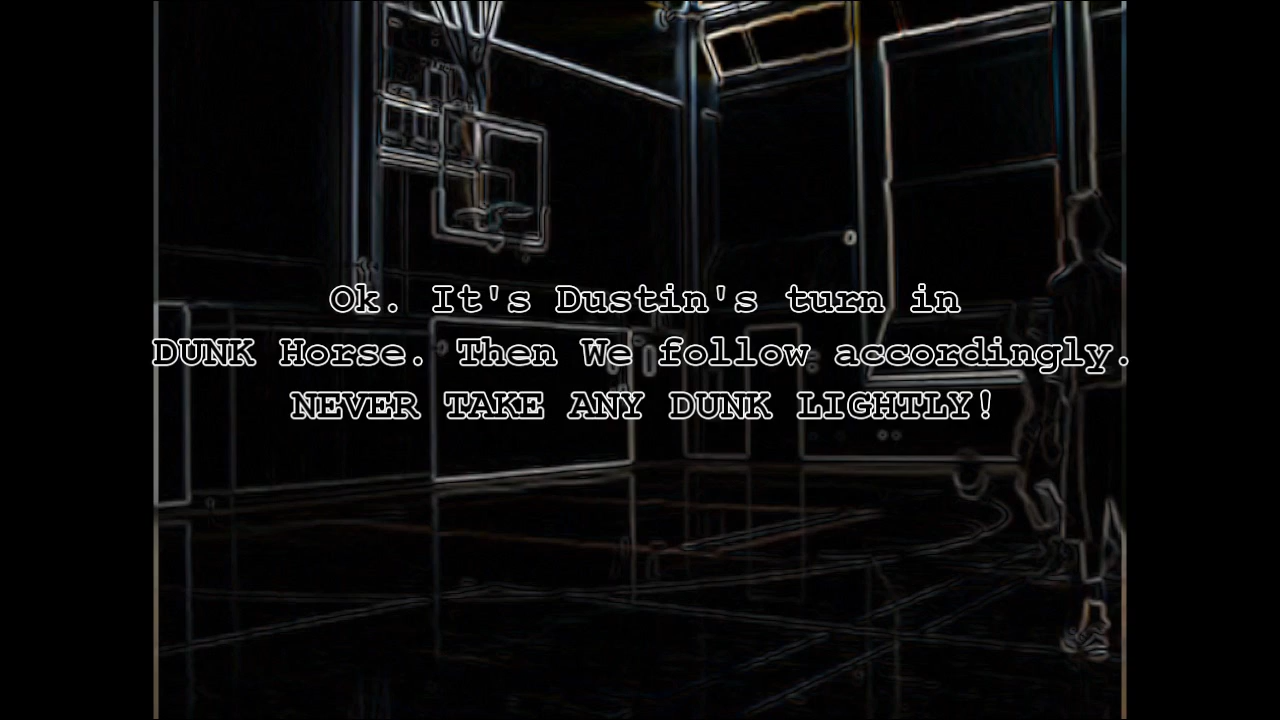 Ok. It's Dustin's turn in
DUNK Horse. Then We follow accordingly.
NEVER TAKE ANY DUNK LIGHTLY!